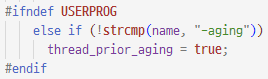 #ifndef USERPROG
else if (!strcmp(name, "-aging"))
thread_prior_aging = true;
#endif